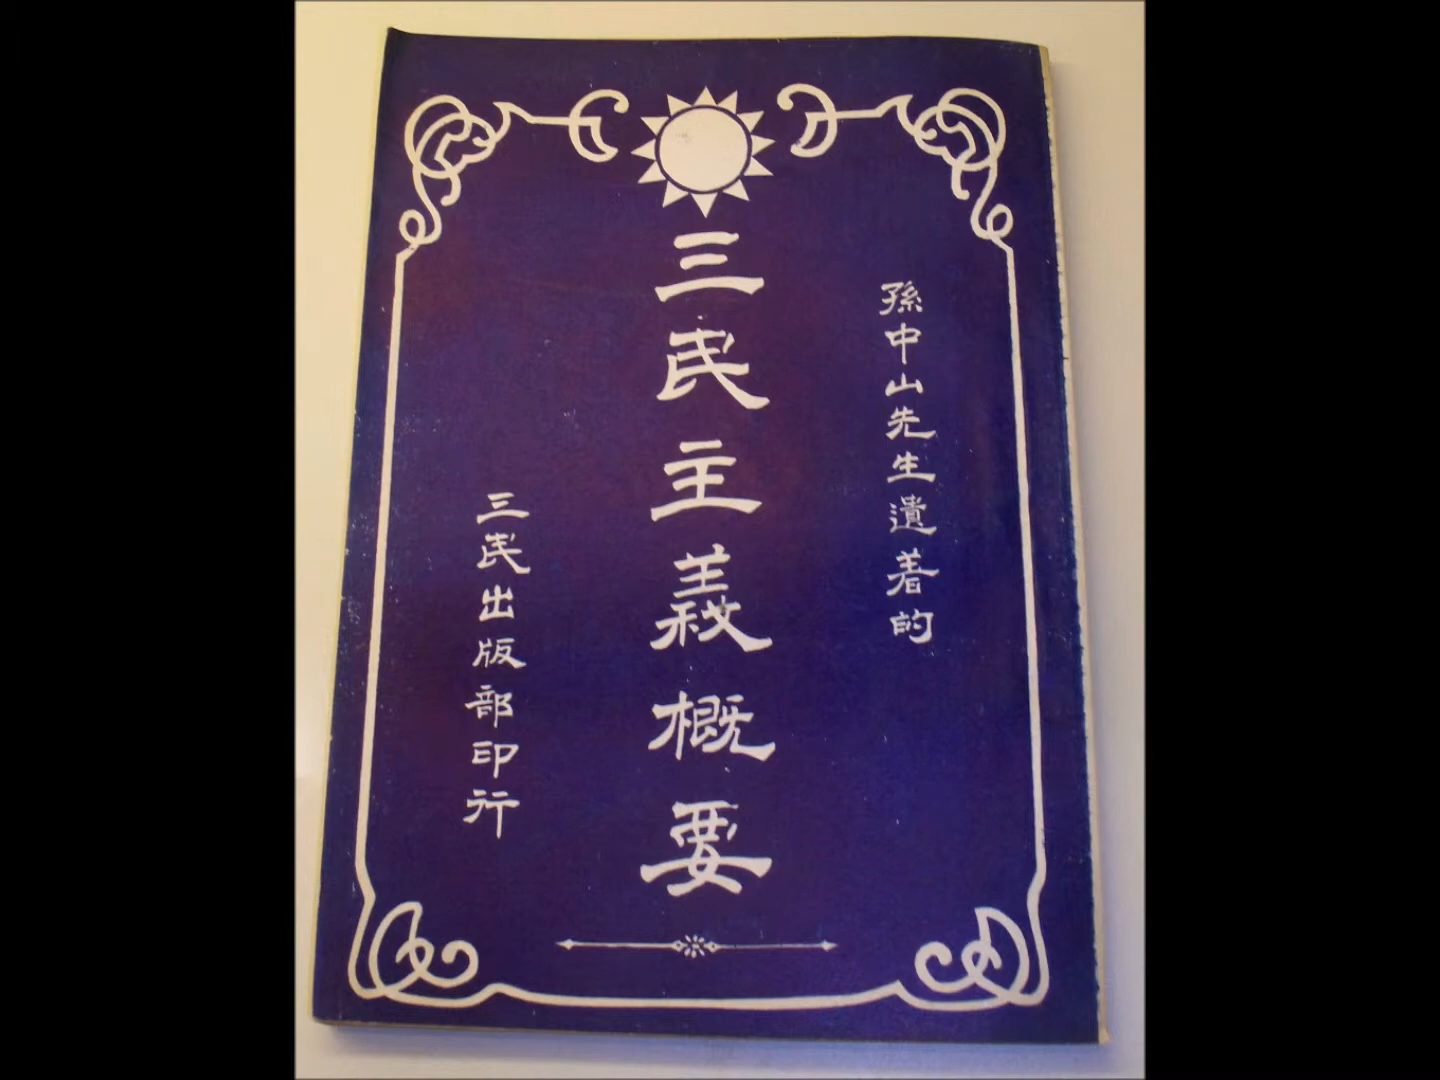 孫中山先生遺著的
三民主義概要
三民出版部印行